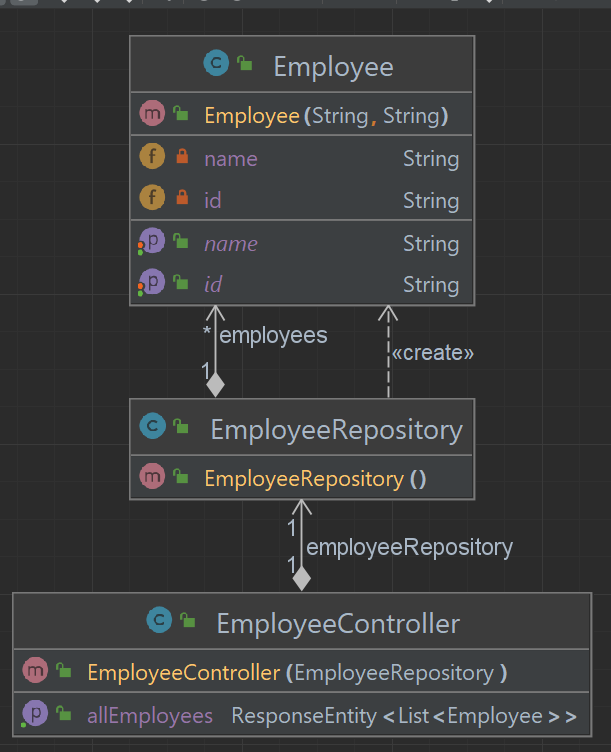 Employee
Employee(String, String)
name String
id String
name String
id String
* employees
«create»
1
EmployeeRepository
EmployeeRepository()
1
employeeRepository
1
EmployeeController
EmployeeController(EmployeeRepository)
allEmployees ResponseEntity<List<Employee>>